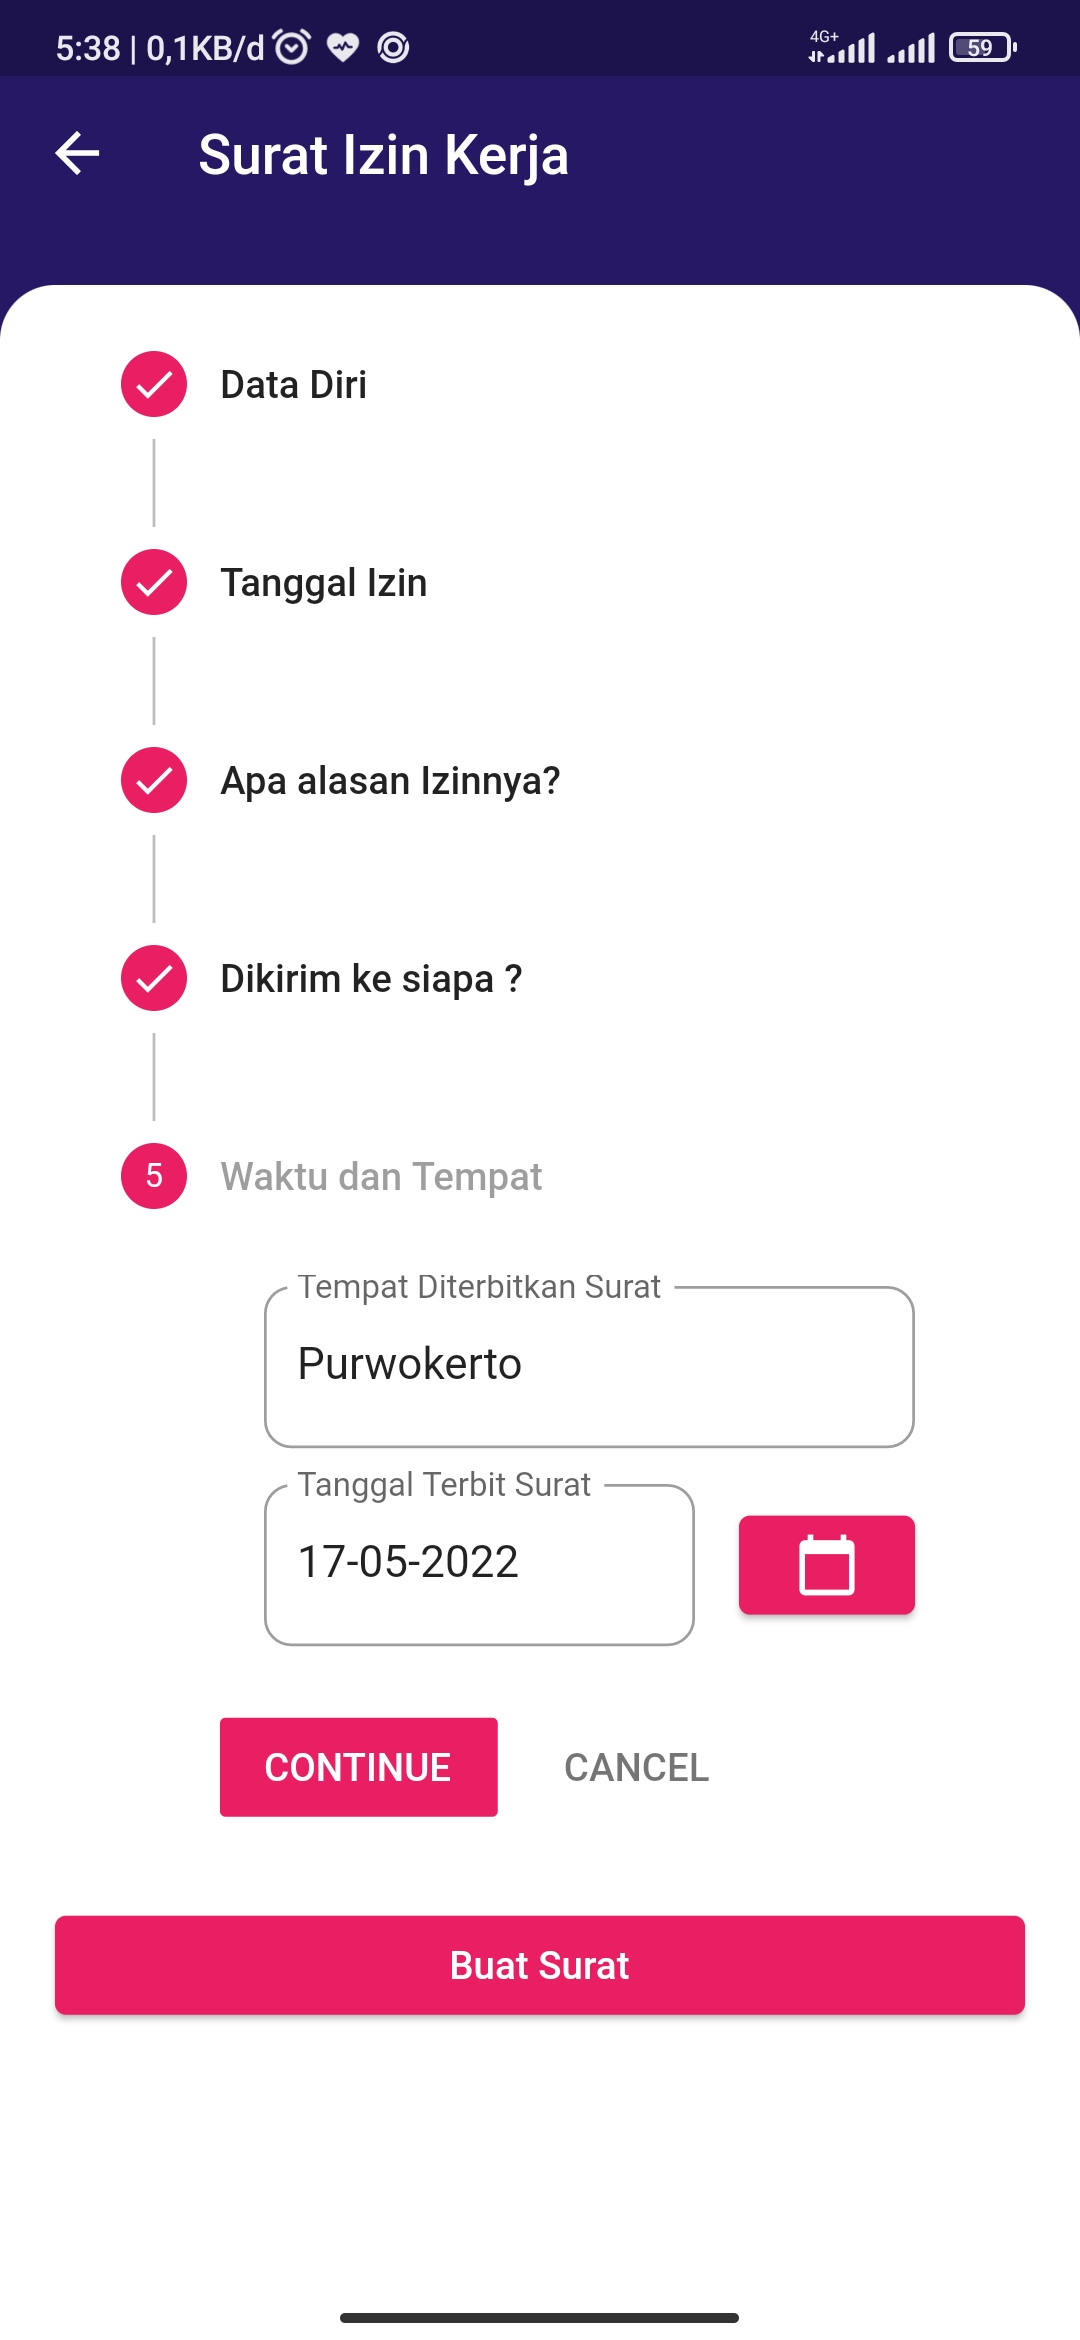 5:38 | 0,1KB/d
4G+
59
Surat Izin Kerja
Data Diri
Tanggal Izin
Apa alasan Izinnya?
Dikirim ke siapa ?
5
Waktu dan Tempat
Tempat Diterbitkan Surat
Purwokerto
Tanggal Terbit Surat
17-05-2022
CONTINUE
CANCEL
Buat Surat